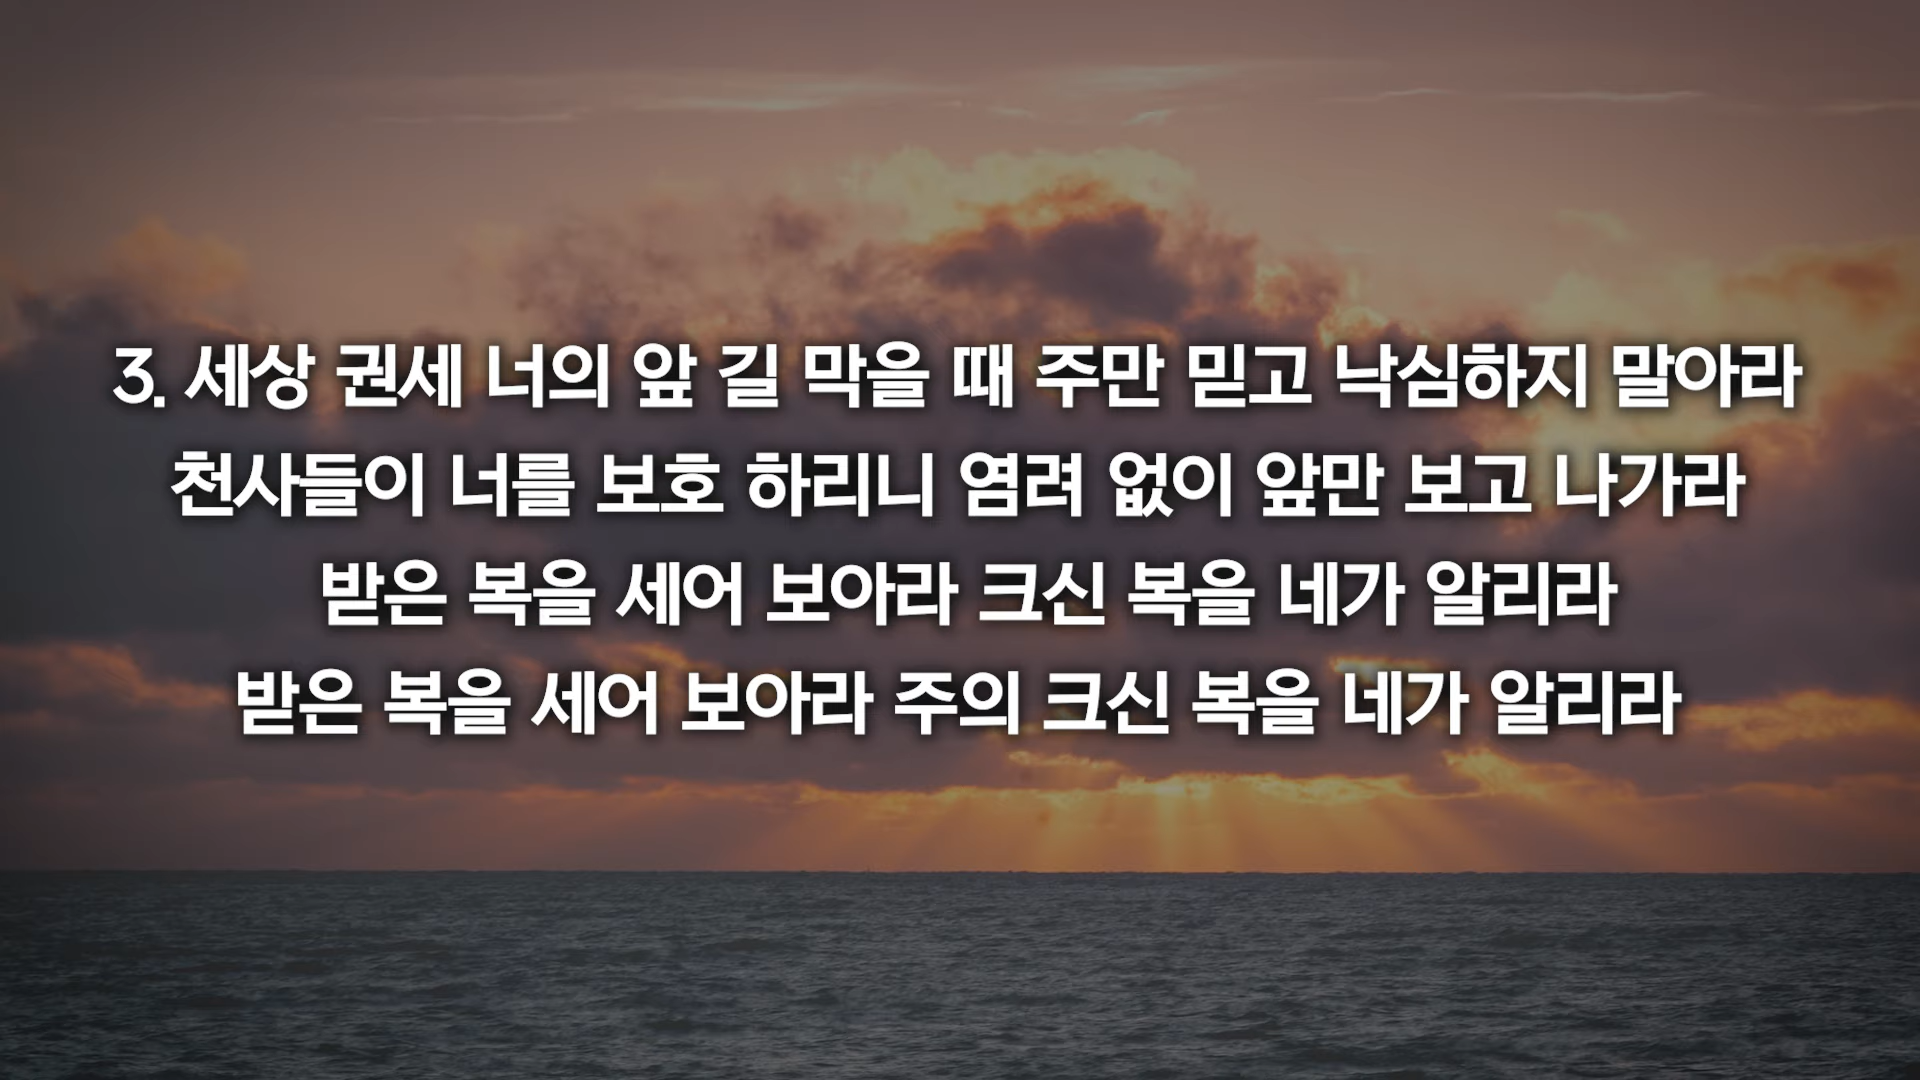 3. 세상 권세 너의 앞 길 막을 때 주만 믿고 낙심하지 말아라
천사들이 너를 보호 하리니 염려 없이 앞만 보고 나가라
받은 복을 세어 보아라 크신 복을 네가 알리라
받은 복을 세어 보아라 주의 크신 복을 네가 알리라